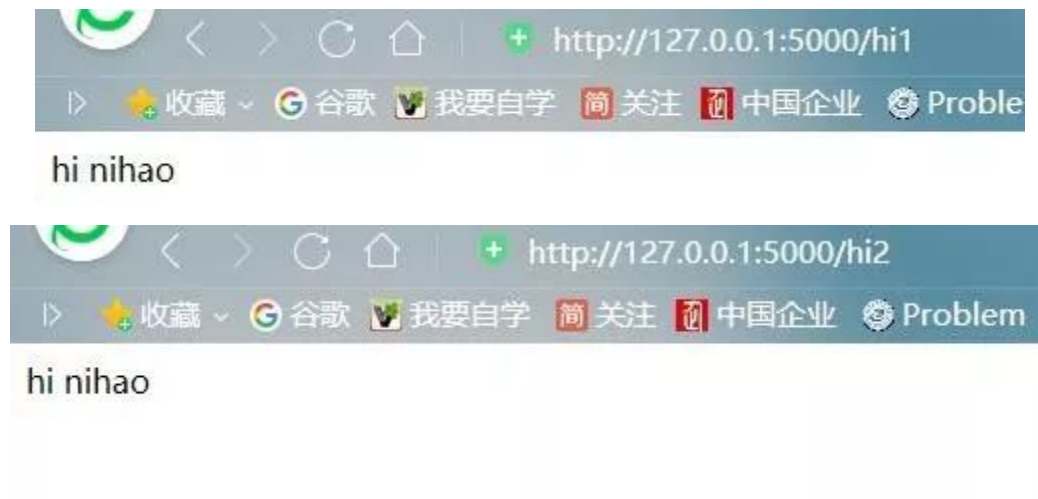 http://127.0.0.1:5000/hi1
收藏 谷歌 我要自学 简 关注 中国企业 Proble
hi nihao
http://127.0.0.1:5000/hi2
收藏 谷歌 我要自学 简 关注 中国企业 Problem
hi nihao